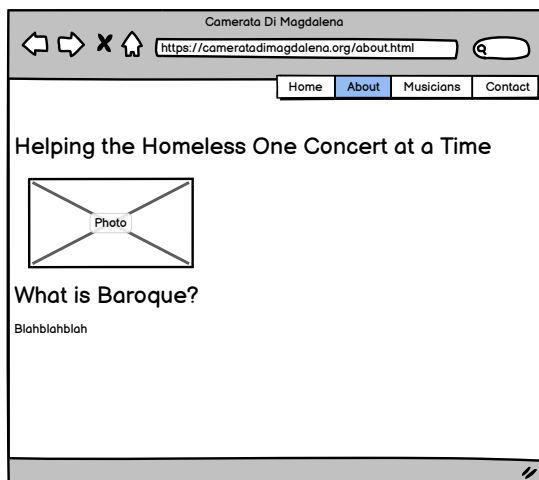 Camerata Di Magdalena
https://cameratadimagdalena.org/about.html
Home About Musicians Contact
Helping the Homeless One Concert at a Time
Photo
What is Baroque?
Blahblahblah